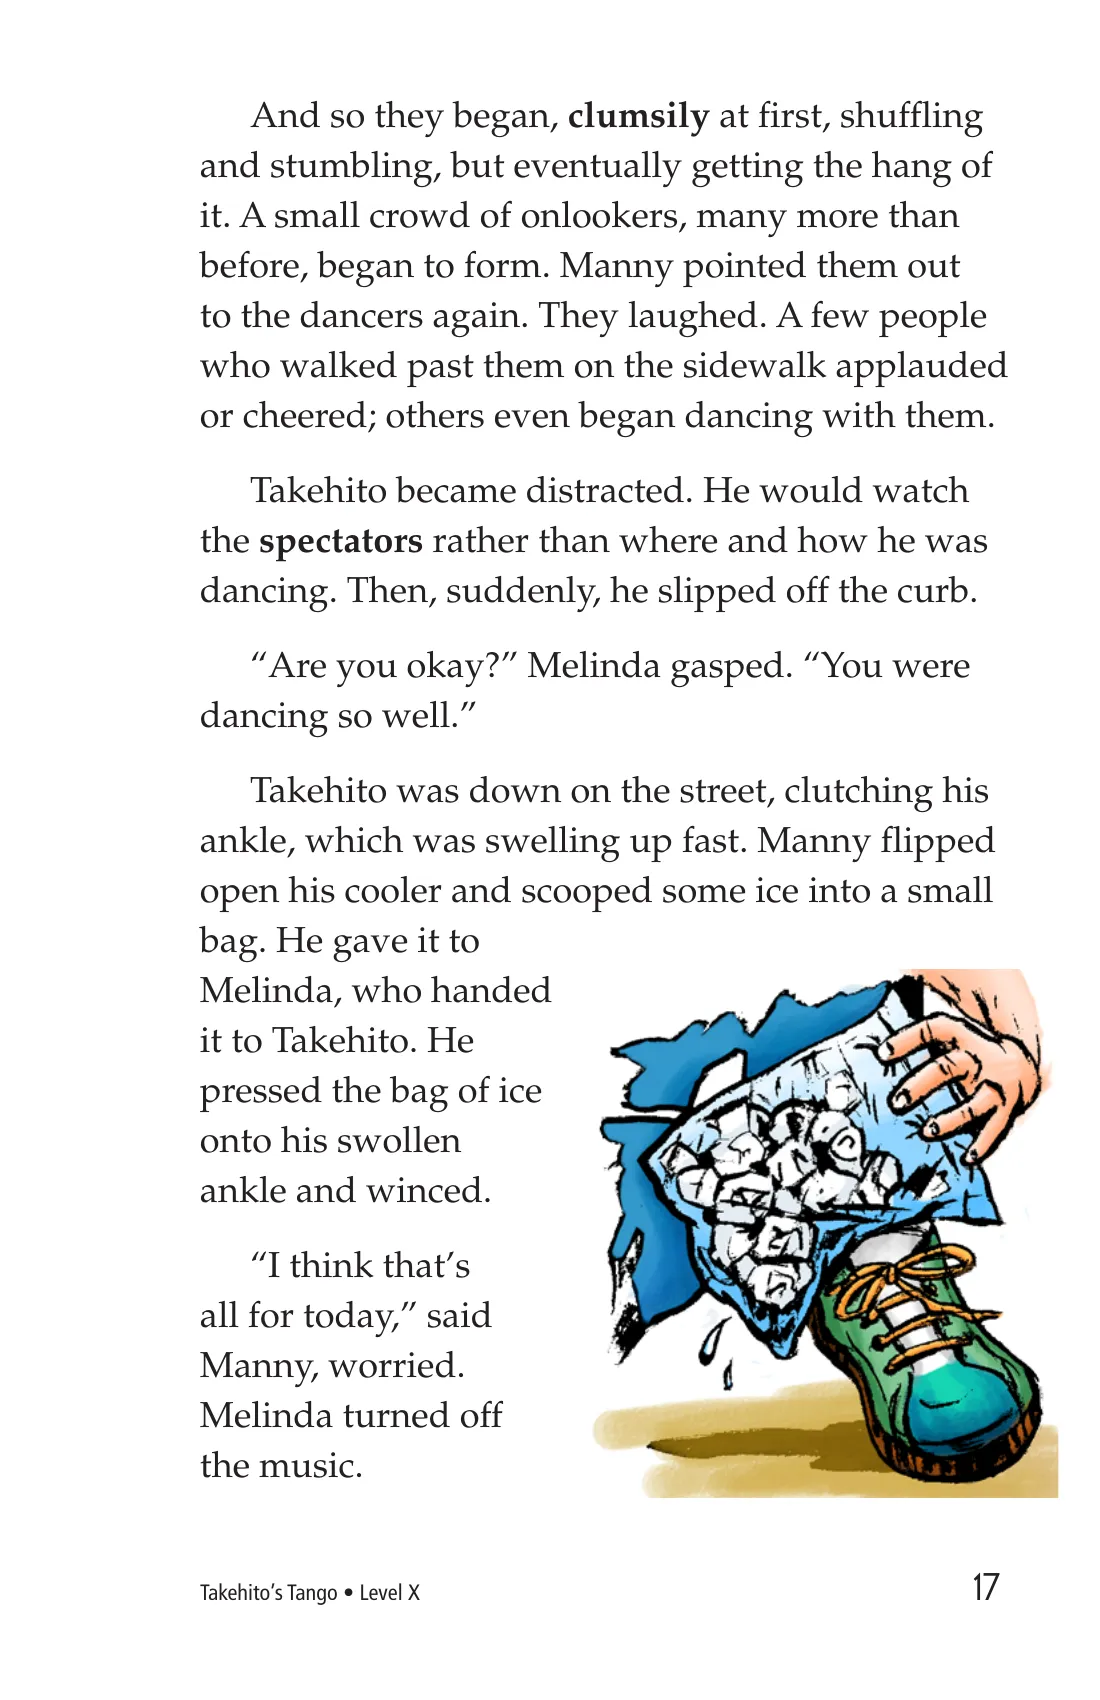 And so they began, clumsily at first, shuffling
and stumbling, but eventually getting the hang of
it. A small crowd of onlookers, many more than
before, began to form. Manny pointed them out
to the dancers again. They laughed. A few people
who walked past them on the sidewalk applauded
or cheered; others even began dancing with them.
Takehito became distracted. He would watch
the spectators rather than where and how he was
dancing. Then, suddenly, he slipped off the curb.
“Are you okay?” Melinda gasped. “You were
dancing so well.”
Takehito was down on the street, clutching his
ankle, which was swelling up fast. Manny flipped
open his cooler and scooped some ice into a small
bag. He gave it to
Melinda, who handed
it to Takehito. He
pressed the bag of ice
onto his swollen
ankle and winced.
“I think that’s
all for today,” said
Manny, worried.
Melinda turned off
the music.
Takehito’s Tango • Level X
17